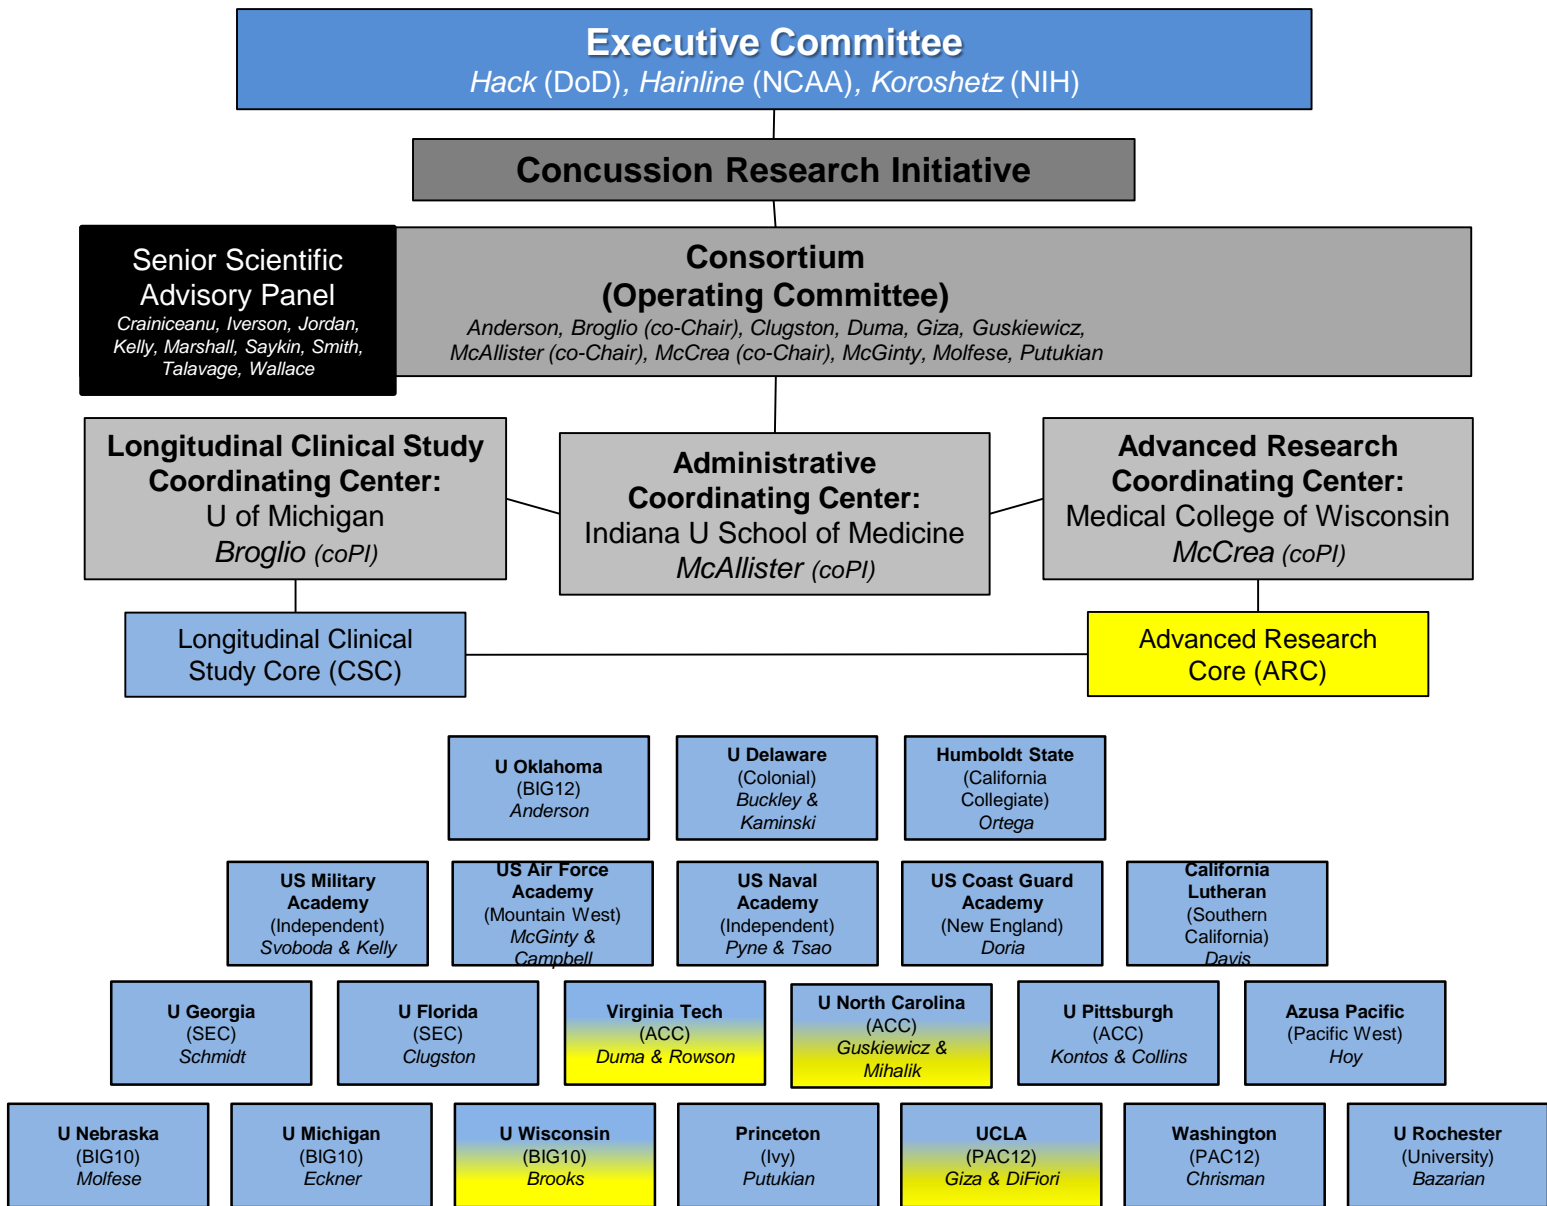 Executive Committee
Hack (DoD), Hainline (NCAA), Koroshetz (NIH)
Concussion Research Initiative
Senior Scientific
Advisory Panel
Crainiceanu, Iverson, Jordan,
Kelly, Marshall, Saykin, Smith,
Talavage, Wallace
Consortium
(Operating Committee)
Anderson, Broglio (co-Chair), Clugston, Duma, Giza, Guskiewicz,
McAllister (co-Chair), McCrea (co-Chair), McGinty, Molfese, Putukian
Longitudinal Clinical Study
Coordinating Center:
U of Michigan
Broglio (coPI)
Administrative
Coordinating Center:
Indiana U School of Medicine
McAllister (coPI)
Advanced Research
Coordinating Center:
Medical College of Wisconsin
McCrea (coPI)
Longitudinal Clinical
Study Core (CSC)
Advanced Research
Core (ARC)
U Oklahoma
(BIG12)
Anderson
U Delaware
(Colonial)
Buckley &
Kaminski
Humboldt State
(California
Collegiate)
Ortega
US Military
Academy
(Independent)
Svoboda & Kelly
US Air Force
Academy
(Mountain West)
McGinty &
Campbell
US Naval
Academy
(Independent)
Pyne & Tsao
US Coast Guard
Academy
(New England)
Doria
California
Lutheran
(Southern
California)
Davis
U Georgia
(SEC)
Schmidt
U Florida
(SEC)
Clugston
Virginia Tech
(ACC)
Duma & Rowson
U North Carolina
(ACC)
Guskiewicz &
Mihalik
U Pittsburgh
(ACC)
Kontos & Collins
Azusa Pacific
(Pacific West)
Hoy
U Nebraska
(BIG10)
Molfese
U Michigan
(BIG10)
Eckner
U Wisconsin
(BIG10)
Brooks
Princeton
(Ivy)
Putukian
UCLA
(PAC12)
Giza & DiFiori
Washington
(PAC12)
Chrisman
U Rochester
(University)
Bazarian